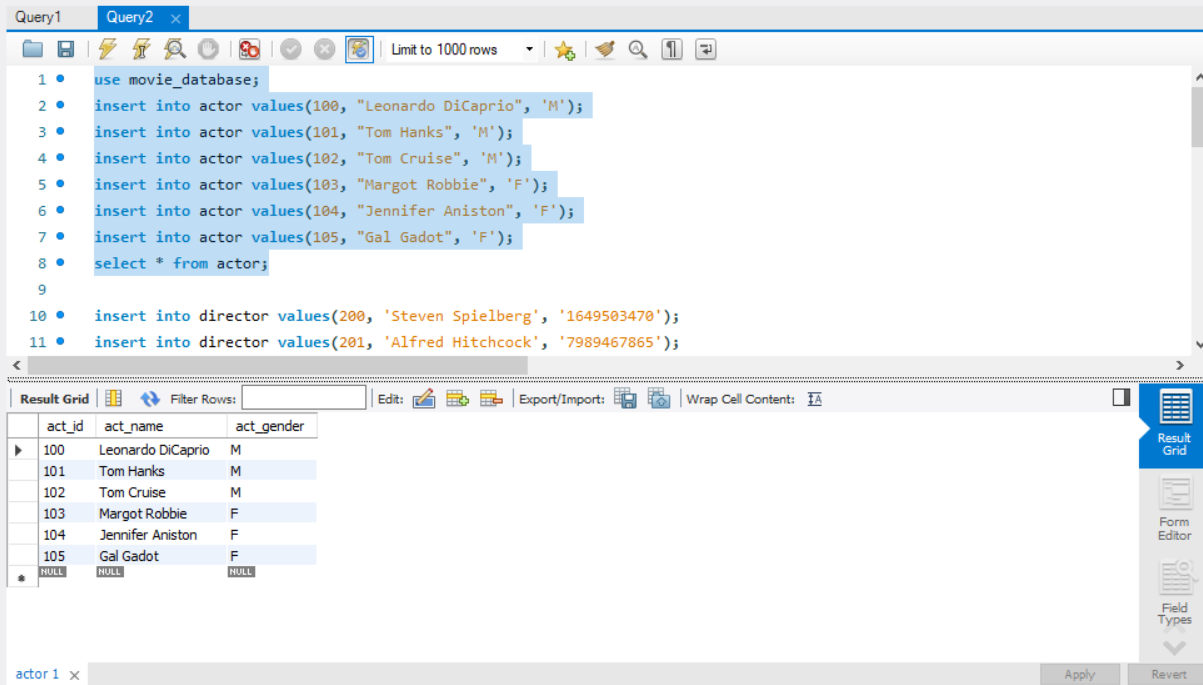 Query1 Query2
Limit to 1000 rows
1 use movie_database;
2 insert into actor values(100, "Leonardo DiCaprio", 'M');
3 insert into actor values(101, "Tom Hanks", 'M');
4 insert into actor values(102, "Tom Cruise", 'M');
5 insert into actor values(103, "Margot Robbie", 'F');
6 insert into actor values(104, "Jennifer Aniston", 'F');
7 insert into actor values(105, "Gal Gadot", 'F');
8 select * from actor;
9
10 insert into director values(200, 'Steven Spielberg', '1649503470');
11 insert into director values(201, 'Alfred Hitchcock', '7989467865');
Result Grid Filter Rows: Edit: Export/Import: Wrap Cell Content: IA
act_id act_name act_gender
100 Leonardo DiCaprio M
101 Tom Hanks M
102 Tom Cruise M
103 Margot Robbie F
104 Jennifer Aniston F
105 Gal Gadot F
NULL NULL NULL
Result
Grid
Form
Editor
Field
Types
actor 1 Apply Revert